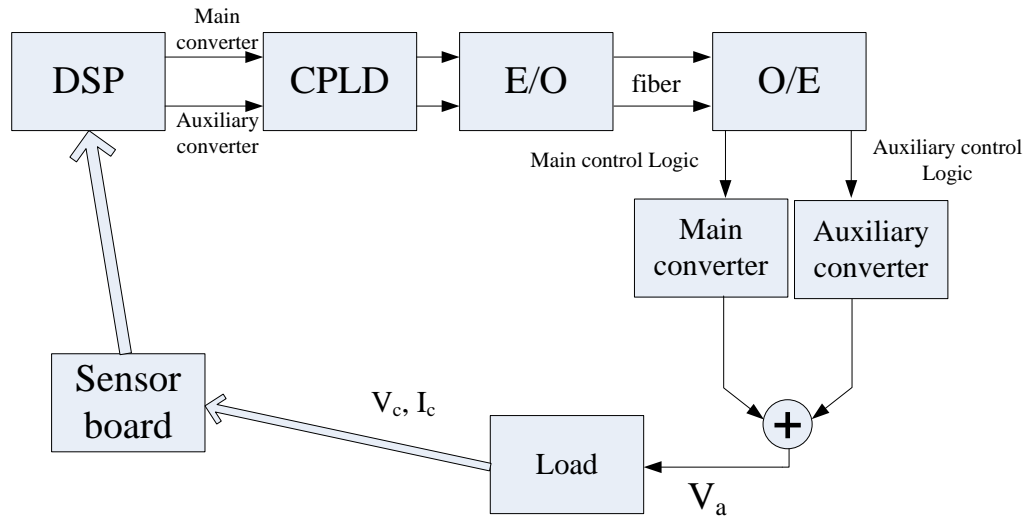 Main
converter
DSP
Auxiliary
converter
CPLD
E/O
fiber
O/E
Main control Logic
Auxiliary control
Logic
Main
converter
Auxiliary
converter
+
Sensor
board
Vc, Ic
Load
Va